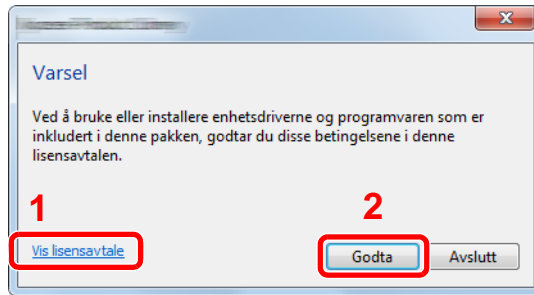 Varsel
Ved å bruke eller installere enhetsdriverne og programvaren som er
inkludert i denne pakken, godtar du disse betingelsene i denne
lisensavtalen.
1
2
Vis lisensavtale
Godta
Avslutt